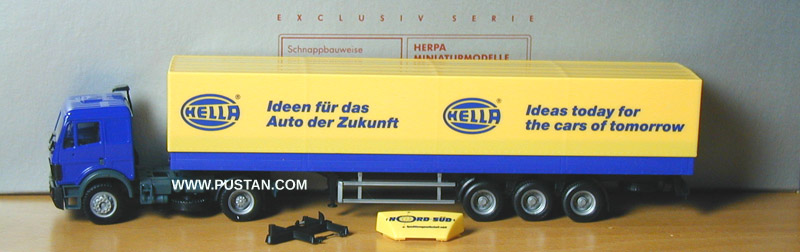 EXCLUSIV SERIE
Schnappbauweise
HERPA
MINIATURMODELLE
HELLA
Ideen für das
Auto der Zukunft
HELLA
Ideas today for
the cars of tomorrow
WWW.PUSTAN.COM
NORD-SÜD